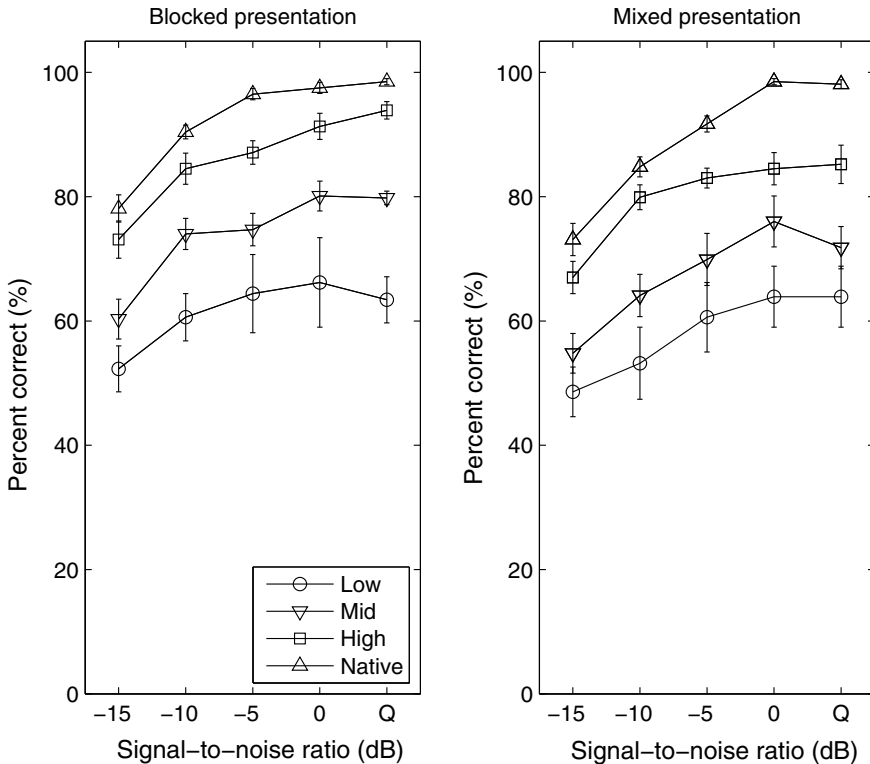 Blocked presentation
100
80
60
40
20
0
Percent correct (%)
Low
Mid
High
Native
−15 −10 −5 0 Q
Signal−to−noise ratio (dB)
Mixed presentation
100
80
60
40
20
0
Percent correct (%)
−15 −10 −5 0 Q
Signal−to−noise ratio (dB)